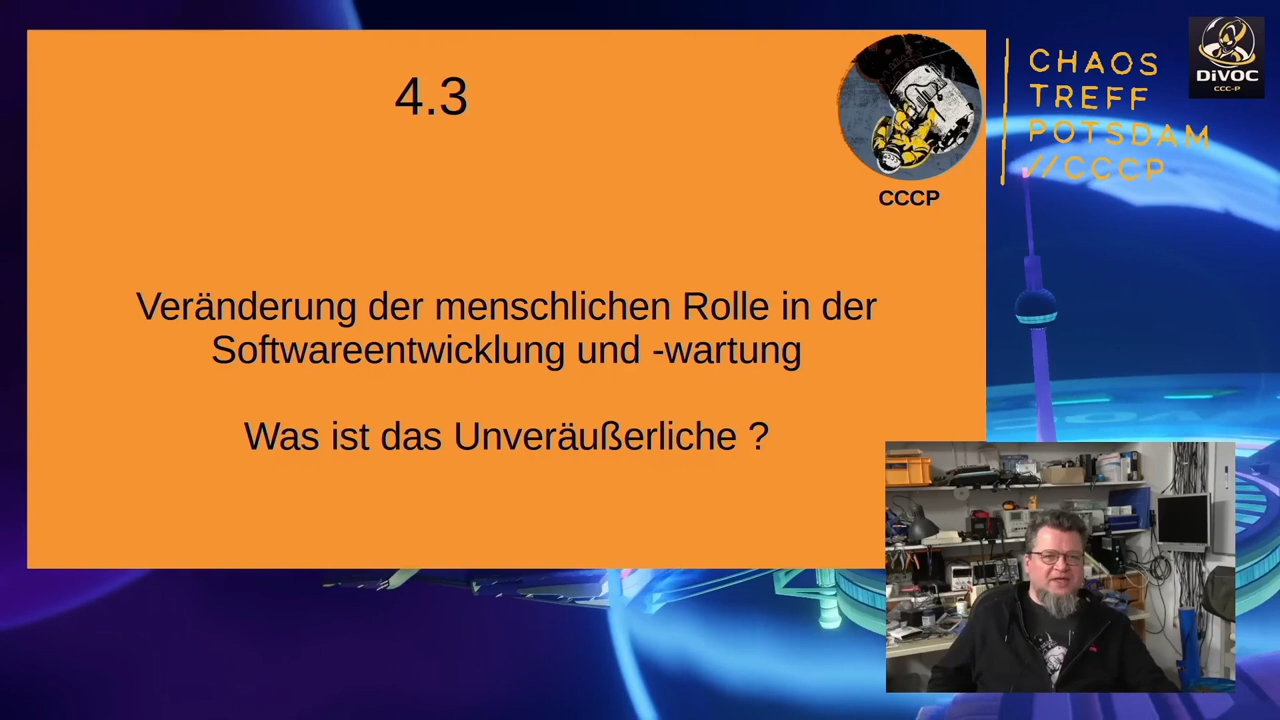 4.3
CCCP
Veränderung der menschlichen Rolle in der
Softwareentwicklung und -wartung
Was ist das Unveräußerliche ?
CHAOS
TREFF
POTSDAM
//CCCP
DiVOC
CCC-P